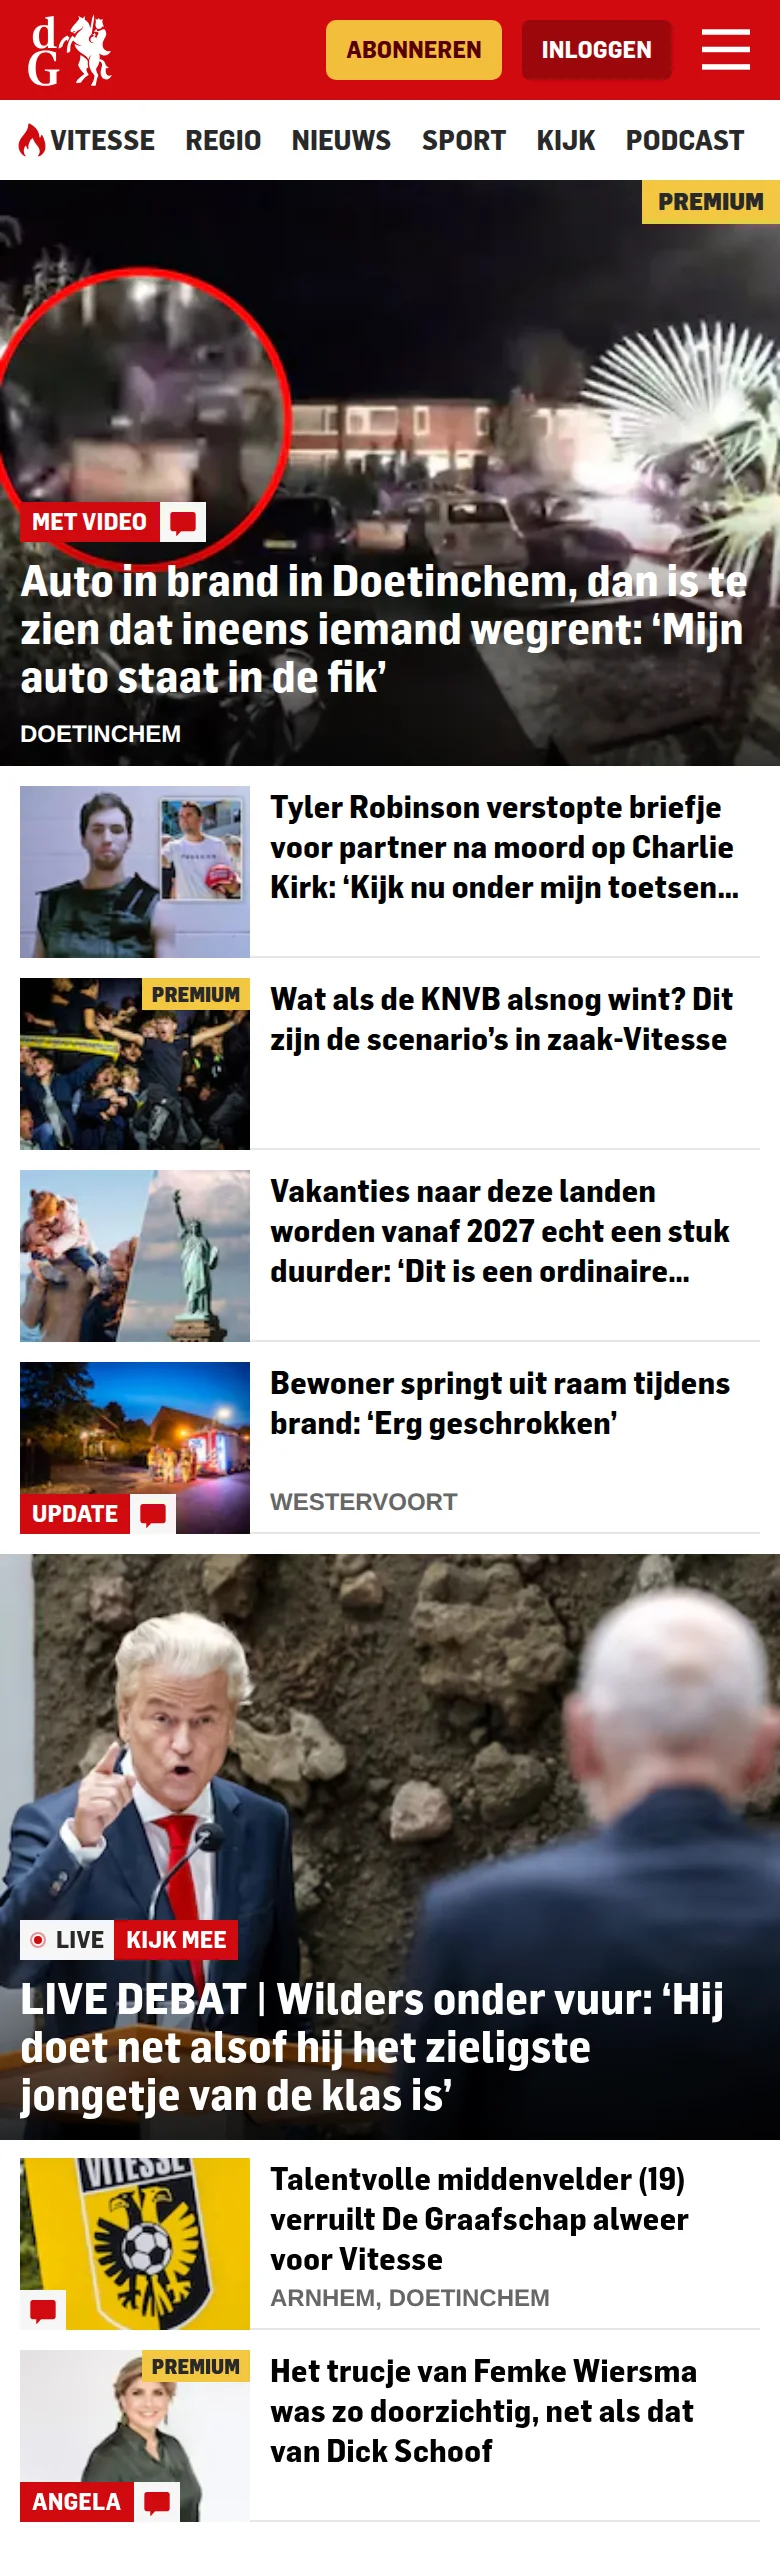 dG
ABONNEREN
INLOGGEN
VITESSE
REGIO
NIEUWS
SPORT
KIJK
PODCAST
PREMIUM
MET VIDEO
Auto in brand in Doetinchem, dan is te
zien dat ineens iemand wegrent: ‘Mijn
auto staat in de fik’
DOETINCHEM
Tyler Robinson verstopte briefje
voor partner na moord op Charlie
Kirk: ‘Kijk nu onder mijn toetsen...
PREMIUM
Wat als de KNVB alsnog wint? Dit
zijn de scenario’s in zaak-Vitesse
Vakanties naar deze landen
worden vanaf 2027 echt een stuk
duurder: ‘Dit is een ordinaire...
UPDATE
Bewoner springt uit raam tijdens
brand: ‘Erg geschrokken’
WESTERVOORT
LIVE
KIJK MEE
LIVE DEBAT | Wilders onder vuur: ‘Hij
doet net alsof hij het zieligste
jongetje van de klas is’
VITESSE
Talentvolle middenvelder (19)
verruilt De Graafschap alweer
voor Vitesse
ARNHEM, DOETINCHEM
PREMIUM
ANGELA
Het trucje van Femke Wiersma
was zo doorzichtig, net als dat
van Dick Schoof